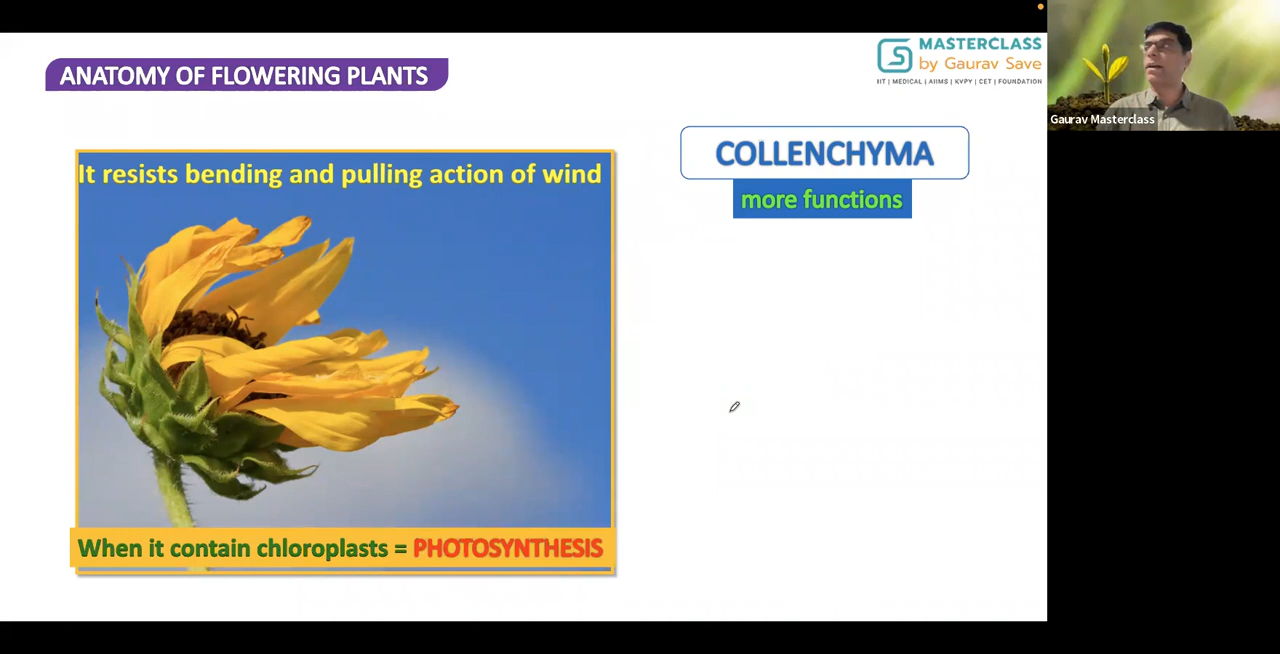 ANATOMY OF FLOWERING PLANTS
MASTERCLASS
by Gaurav Save
IIT | MEDICAL | AIIMS | KVPY | CET | FOUNDATION
Gaurav Masterclass
It resists bending and pulling action of wind
COLLENCHYMA
more functions
When it contain chloroplasts = PHOTOSYNTHESIS